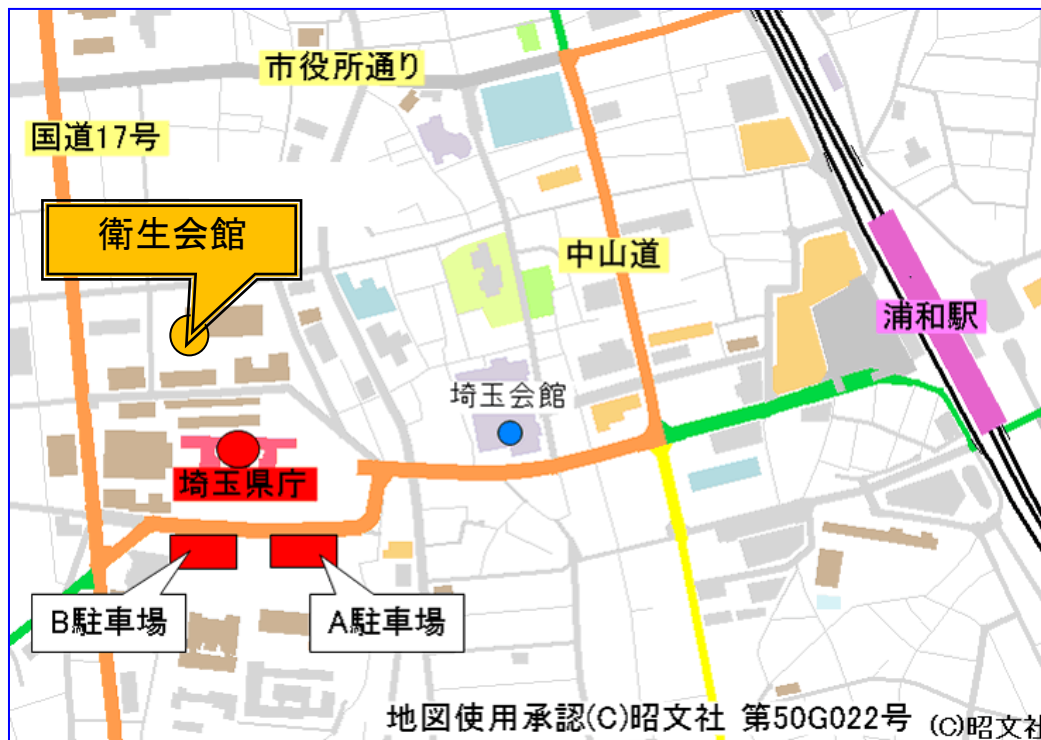 市役所通り
国道17号
衛生会館
中山道
浦和駅
埼玉会館
埼玉県庁
B駐車場
A駐車場
地図使用承認(C)昭文社 第50G022号
(C)昭文社